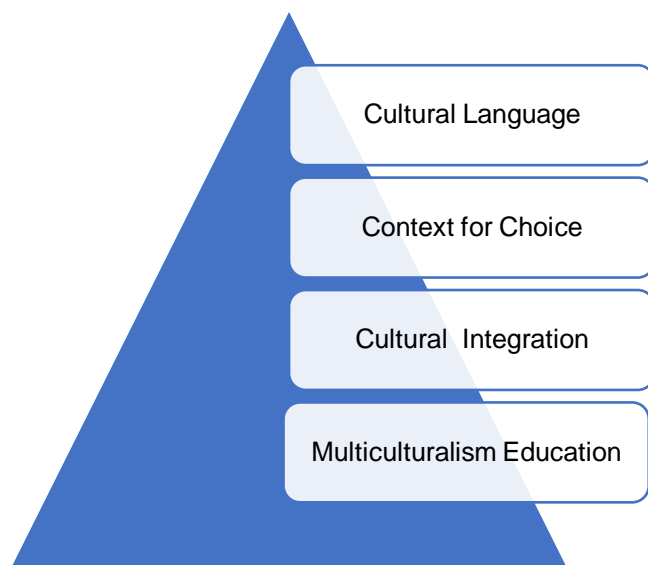 Cultural Language
Context for Choice
Cultural Integration
Multiculturalism Education